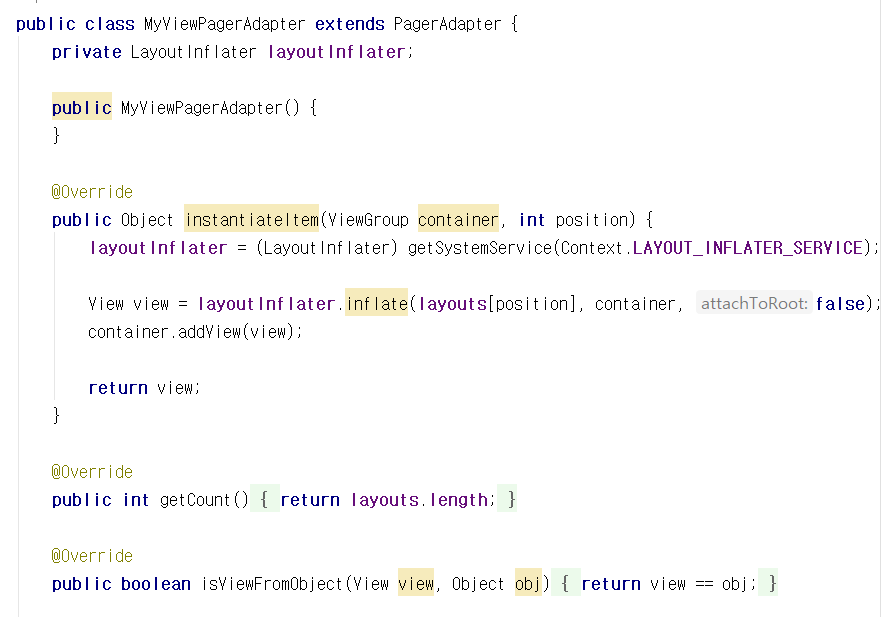 public class MyViewPagerAdapter extends PagerAdapter {
    private LayoutInflater layoutInflater;

    public MyViewPagerAdapter() {
    }

    @Override
    public Object instantiateItem(ViewGroup container, int position) {
        layoutInflater = (LayoutInflater) getSystemService(Context.LAYOUT_INFLATER_SERVICE);

        View view = layoutInflater.inflate(layouts[position], container, attachToRoot: false);
        container.addView(view);

        return view;
    }

    @Override
    public int getCount() { return layouts.length; }

    @Override
    public boolean isViewFromObject(View view, Object obj) { return view == obj; }